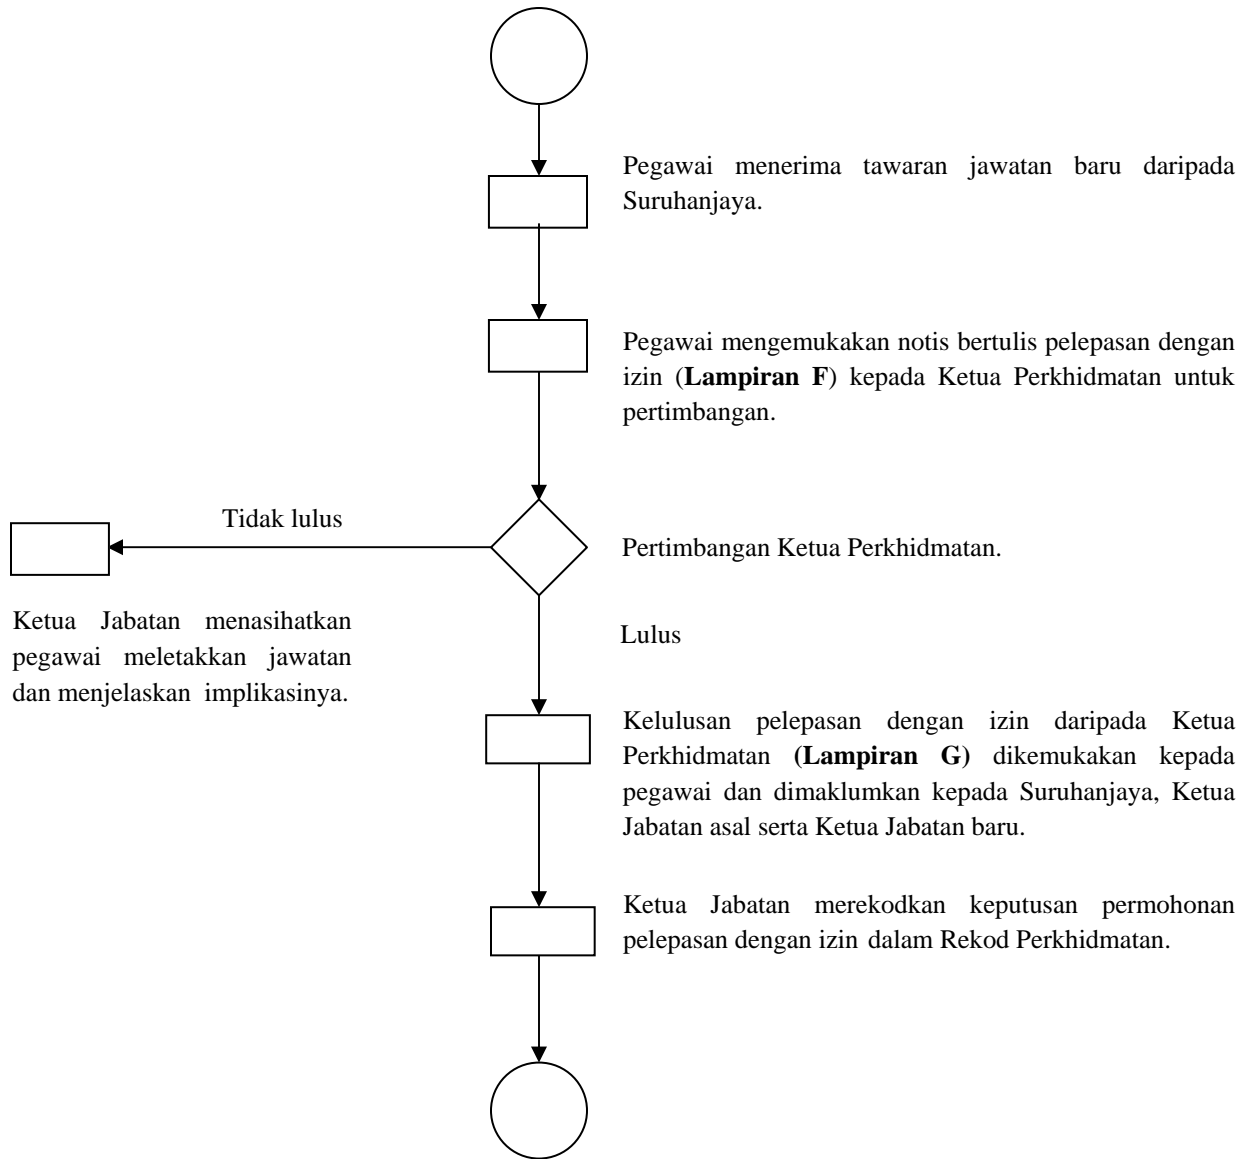 Pegawai menerima tawaran jawatan baru daripada
Suruhanjaya.
Pegawai mengemukakan notis bertulis pelepasan dengan
izin (Lampiran F) kepada Ketua Perkhidmatan untuk
pertimbangan.
Tidak lulus
Pertimbangan Ketua Perkhidmatan.
Ketua Jabatan menasihatkan
pegawai meletakkan jawatan
dan menjelaskan implikasinya.
Lulus
Kelulusan pelepasan dengan izin daripada Ketua
Perkhidmatan (Lampiran G) dikemukakan kepada
pegawai dan dimaklumkan kepada Suruhanjaya, Ketua
Jabatan asal serta Ketua Jabatan baru.
Ketua Jabatan merekodkan keputusan permohonan
pelepasan dengan izin dalam Rekod Perkhidmatan.